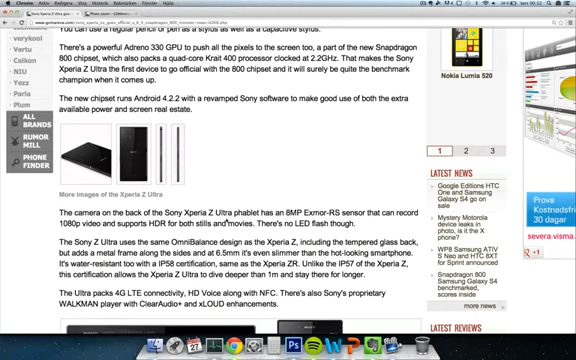 Chrome
www.gsmarena.com/sony_xperia_zu_goes_official_a_6_4_snapdragon_800_monster-news-6268.php
You can use a regular pencil or pen as a stylus as well as a capacitive stylus.
There's a powerful Adreno 330 GPU to push all the pixels to the screen too, a part of the new Snapdragon
800 chipset, which also packs a quad-core Krait 400 processor clocked at 2.2GHz. That makes the Sony
Xperia Z Ultra the first device to go official with the 800 chipset and it will surely be quite the benchmark
champion when it comes up.
The new chipset runs Android 4.2.2 with a revamped Sony software to make good use of both the extra
available power and screen real estate.
More images of the Xperia Z Ultra
The camera on the back of the Sony Xperia Z Ultra phablet has an 8MP Exmor-RS sensor that can record
1080p video and supports HDR for both stills and movies. There's no LED flash though.
The Sony Z Ultra uses the same OmniBalance design as the Xperia Z, including the tempered glass back,
but adds a metal frame along the sides and at 6.5mm it's even slimmer than the hot-looking smartphone.
It's water-resistant too with a IP58 certification, same as the Xperia ZR. Unlike the IP57 of the Xperia Z,
this certification allows the Xperia Z Ultra to dive deeper than 1m and stay there for longer.
The Ultra packs 4G LTE connectivity, HD Voice along with NFC. There's also Sony's proprietary
WALKMAN player with ClearAudio+ and xLOUD enhancements.
verykool
Vertu
Celkon
NIU
Yezz
Parla
Plum
ALL
BRANDS
RUMOR
MILL
PHONE
FINDER
Nokia Lumia 520
1 2 3
LATEST NEWS
Google Editions HTC
One and Samsung
Galaxy S4 go on
sale
Mystery Motorola
device leaks in
photo, is it the X
phone?
WP8 Samsung ATIV
S Neo and HTC 8XT
for Sprint announced
Snapdragon 800
benchmarked,
scores inside
more news
LATEST REVIEWS
Prova
Kostnadsfri
30 dagar
severa.visma
+1